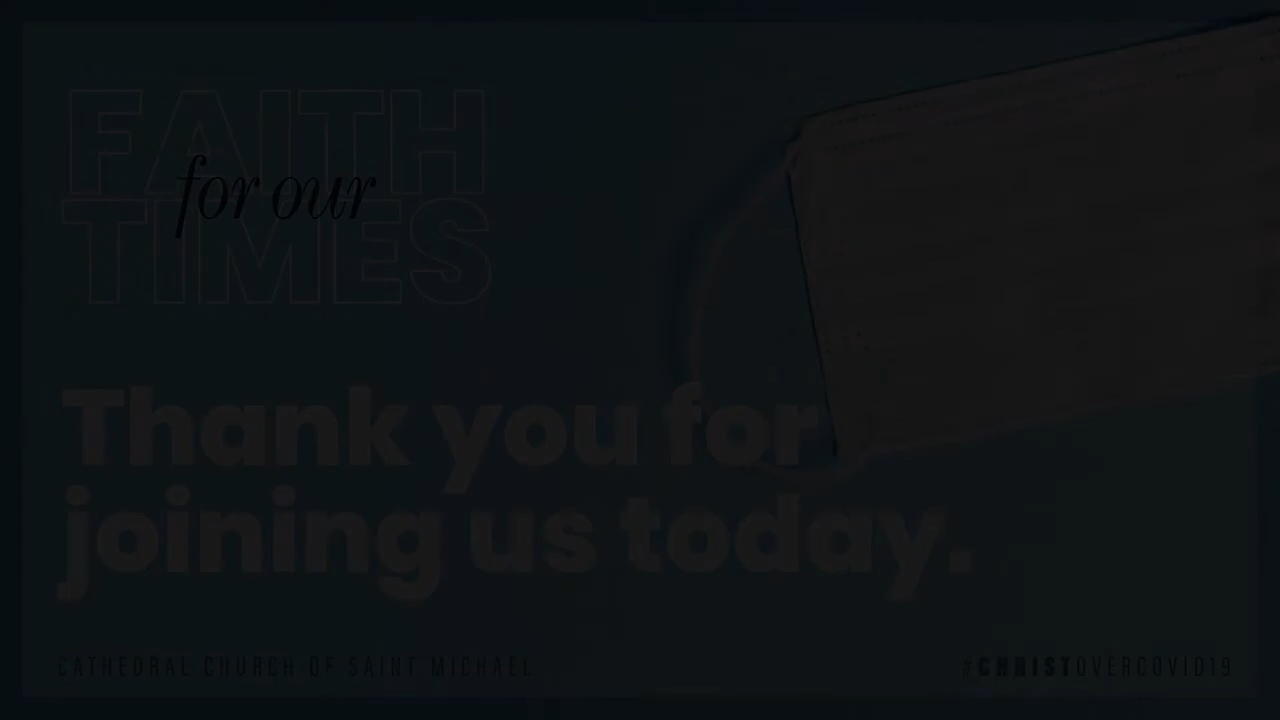 FAITH
for our
TIMES
Thank you for
joining us today.
CATHEDRAL CHURCH OF SAINT MICHAEL
#CHRISTOVERCOVID19